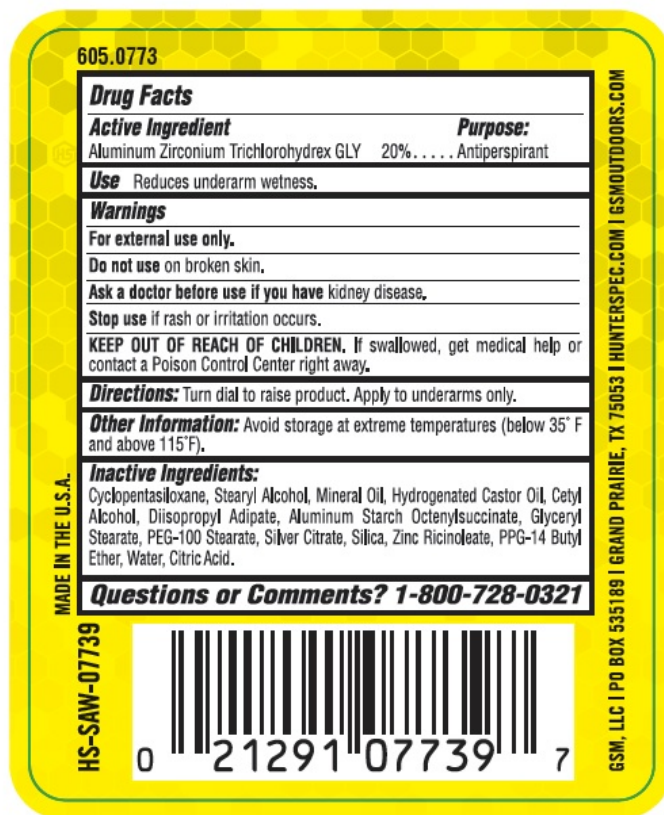 605.0773
Drug Facts
Active Ingredient Purpose:
Aluminum Zirconium Trichlorohydrex GLY 20%..... Antiperspirant
Use Reduces underarm wetness.
Warnings
For external use only.
Do not use on broken skin.
Ask a doctor before use if you have kidney disease.
Stop use if rash or irritation occurs.
KEEP OUT OF REACH OF CHILDREN. If swallowed, get medical help or
contact a Poison Control Center right away.
Directions: Turn dial to raise product. Apply to underarms only.
Other Information: Avoid storage at extreme temperatures (below 35˚ F
and above 115˚F).
Inactive Ingredients:
Cyclopentasiloxane, Stearyl Alcohol, Mineral Oil, Hydrogenated Castor Oil, Cetyl
Alcohol, Diisopropyl Adipate, Aluminum Starch Octenylsuccinate, Glyceryl
Stearate, PEG-100 Stearate, Silver Citrate, Silica, Zinc Ricinoleate, PPG-14 Butyl
Ether, Water, Citric Acid.
Questions or Comments? 1-800-728-0321
MADE IN THE U.S.A.
HS-SAW-07739
0 21291 07739 7
GSM, LLC | PO BOX 535189 | GRAND PRAIRIE, TX 75053 | HUNTERSPEC.COM | GSMOUTDOORS.COM
HS